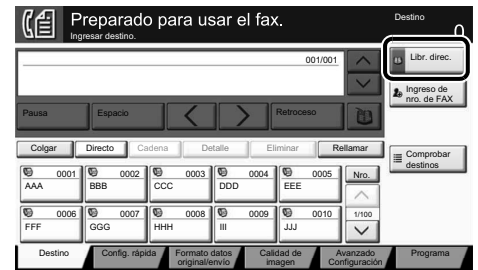 Preparado para usar el fax.
Ingresar destino.
Destino
0
001/001
Libr. direc.
Ingreso de
nro. de FAX
Pausa
Espacio
Retroceso
Colgar
Directo
Cadena
Detalle
Eliminar
Rellamar
Comprobar
destinos
0001
AAA
0002
BBB
0003
CCC
0004
DDD
0005
EEE
Nro.
0006
FFF
0007
GGG
0008
HHH
0009
III
0010
JJJ
1/100
Destino
Config. rápida
Formato datos
original/envío
Calidad de
imagen
Avanzado
Configuración
Programa